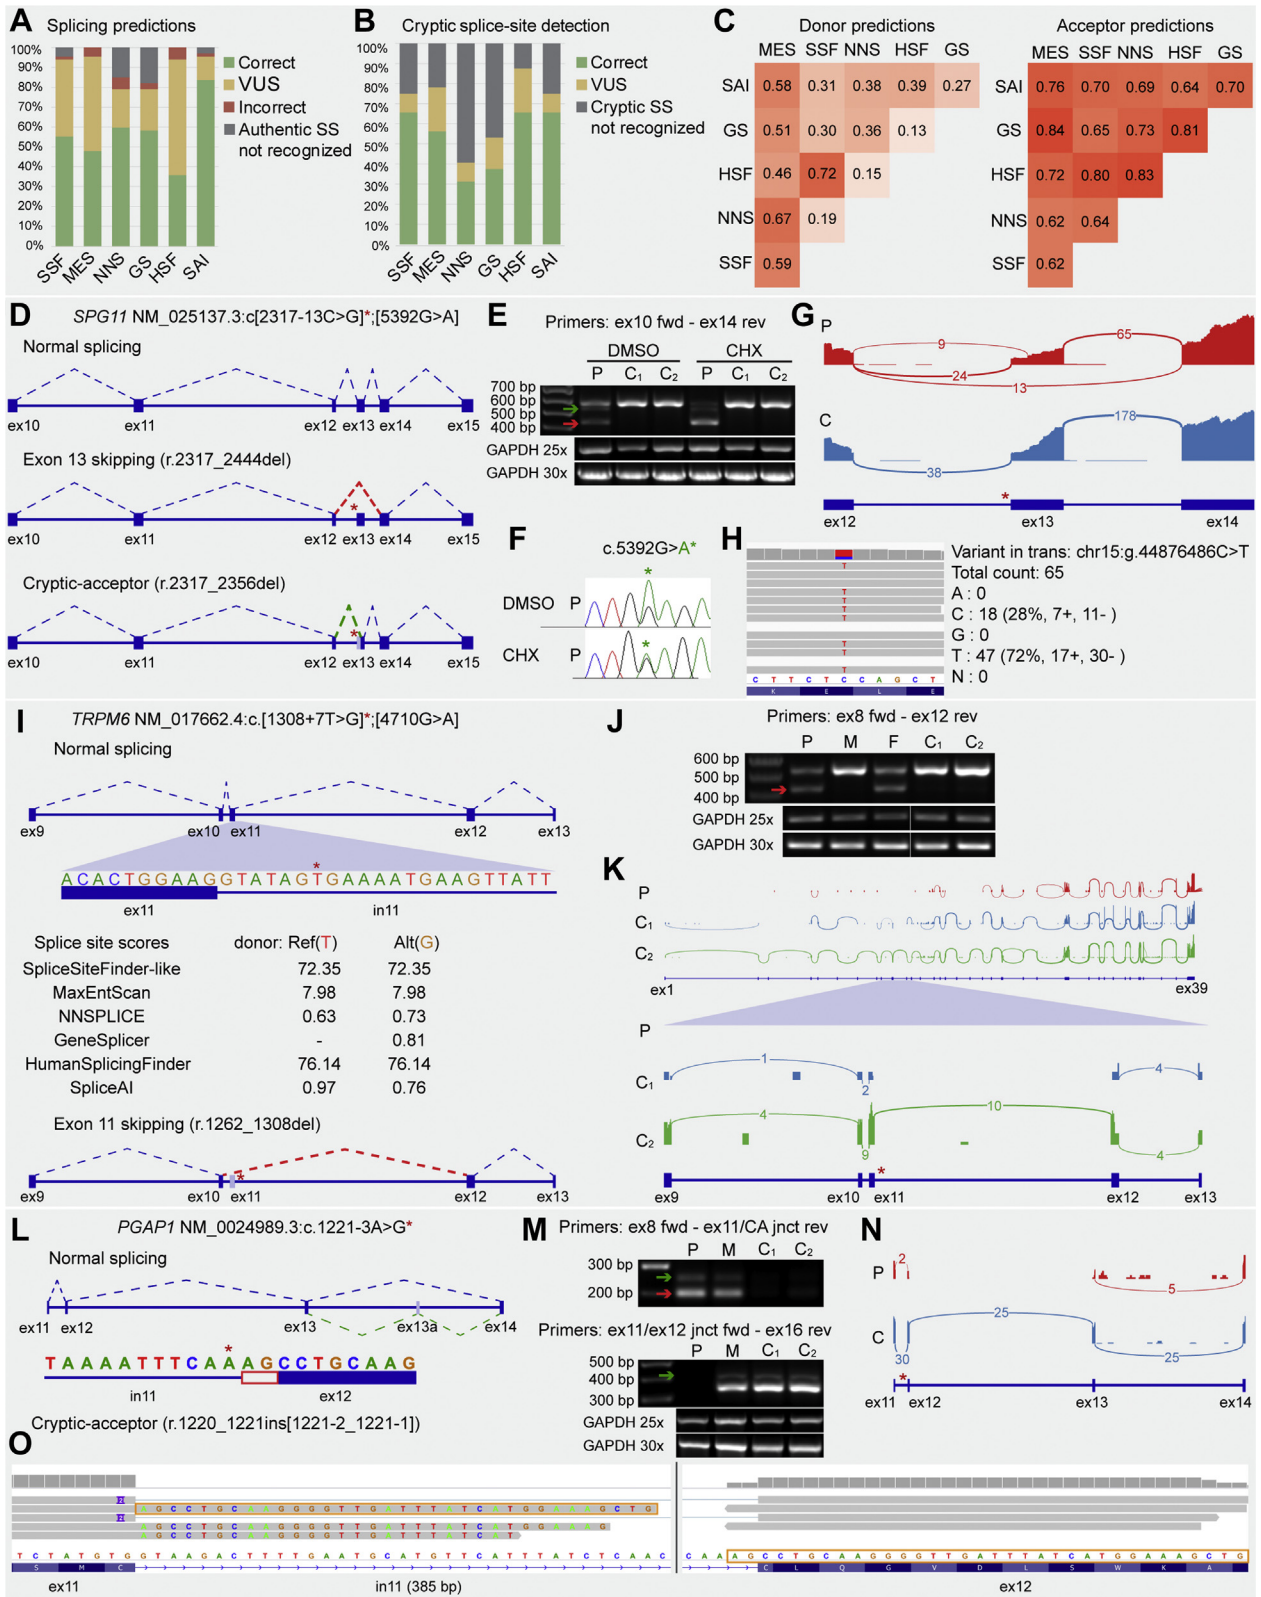 A Splicing predictions
100%
90%
80%
70%
60%
50%
40%
30%
20%
10%
0%
SSF MES NNS GS HSF SAI
Correct
VUS
Incorrect
Authentic SS
not recognized
B Cryptic splice-site detection
100%
90%
80%
70%
60%
50%
40%
30%
20%
10%
0%
SSF MES NNS GS HSF SAI
Correct
VUS
Cryptic SS
not recognized
C Donor predictions
MES SSF NNS HSF GS
SAI 0.58 0.31 0.38 0.39 0.27
GS 0.51 0.30 0.36 0.13
HSF 0.46 0.72 0.15
NNS 0.67 0.19
SSF 0.59
Acceptor predictions
MES SSF NNS HSF GS
SAI 0.76 0.70 0.69 0.64 0.70
GS 0.84 0.65 0.73 0.81
HSF 0.72 0.80 0.83
NNS 0.62 0.64
SSF 0.62
D SPG11 NM_025137.3:c[2317-13C>G]*;[5392G>A]
Normal splicing
ex10 ex11 ex12 ex13 ex14 ex15
Exon 13 skipping (r.2317_2444del)
*
ex10 ex11 ex12 ex13 ex14 ex15
Cryptic-acceptor (r.2317_2356del)
*
ex10 ex11 ex12 ex13 ex14 ex15
E Primers: ex10 fwd - ex14 rev
DMSO CHX
P C1 C2 P C1 C2
700 bp
600 bp
500 bp
400 bp
GAPDH 25x
GAPDH 30x
F c.5392G>A*
*
DMSO P
*
CHX P
G P
9
65
24
13
C
178
38
*
ex12 ex13 ex14
H
T
T
T
T
T
T
T
C T T C T C C A G C T
K E L E
Variant in trans: chr15:g.44876486C>T
Total count: 65
A : 0
C : 18 (28%, 7+, 11- )
G : 0
T : 47 (72%, 17+, 30- )
N : 0
I TRPM6 NM_017662.4:c.[1308+7T>G]*;[4710G>A]
Normal splicing
ex9 ex10 ex11 ex12 ex13
*
ACACTGGAAGGTATAGTGAAAATGAAGTTATT
ex11 in11
Splice site scores donor: Ref(T) Alt(G)
SpliceSiteFinder-like 72.35 72.35
MaxEntScan 7.98 7.98
NNSPLICE 0.63 0.73
GeneSplicer - 0.81
HumanSplicingFinder 76.14 76.14
SpliceAI 0.97 0.76
Exon 11 skipping (r.1262_1308del)
*
ex9 ex10 ex11 ex12 ex13
J Primers: ex8 fwd - ex12 rev
P M F C1 C2
600 bp
500 bp
400 bp
GAPDH 25x
GAPDH 30x
K
P
C1
C2
ex1 ex39
P
C1 1 2 4
C2 4 9 10 4
*
ex9 ex10 ex11 ex12 ex13
L PGAP1 NM_0024989.3:c.1221-3A>G*
Normal splicing
ex11 ex12 ex13 ex13a ex14
*
TAAAATTTCAAAGCCTGCAAG
in11 ex12
Cryptic-acceptor (r.1220_1221ins[1221-2_1221-1])
M Primers: ex8 fwd - ex11/CA jnct rev
P M C1 C2
300 bp
200 bp
Primers: ex11/ex12 jnct fwd - ex16 rev
P M C1 C2
500 bp
400 bp
300 bp
GAPDH 25x
GAPDH 30x
N
P 2 5
C 25 30 25
*
ex11 ex12 ex13 ex14
O
AGCCTGCAAGGGGTTGATTTATCATGGAAAGCTG
AGCCTGCAAGGGGTTGATTTATCATGGAAAG
AGCCTGCAAGGGGTTGATTTATCAT
TCTATGTGGTAAGACTTTTGAATGCATGTTCATTTATCTCAAC
CAAAGCCTGCAAGGGGTTGATTTATCATGGAAAGCTG
S M C
C L Q G V D L S W K A
ex11 in11 (385 bp) ex12